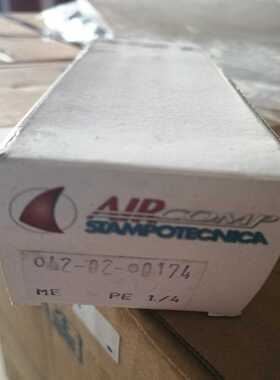 AIRCOMP
STAMPOTECNICA
042-02-00174
ME PE 1/4